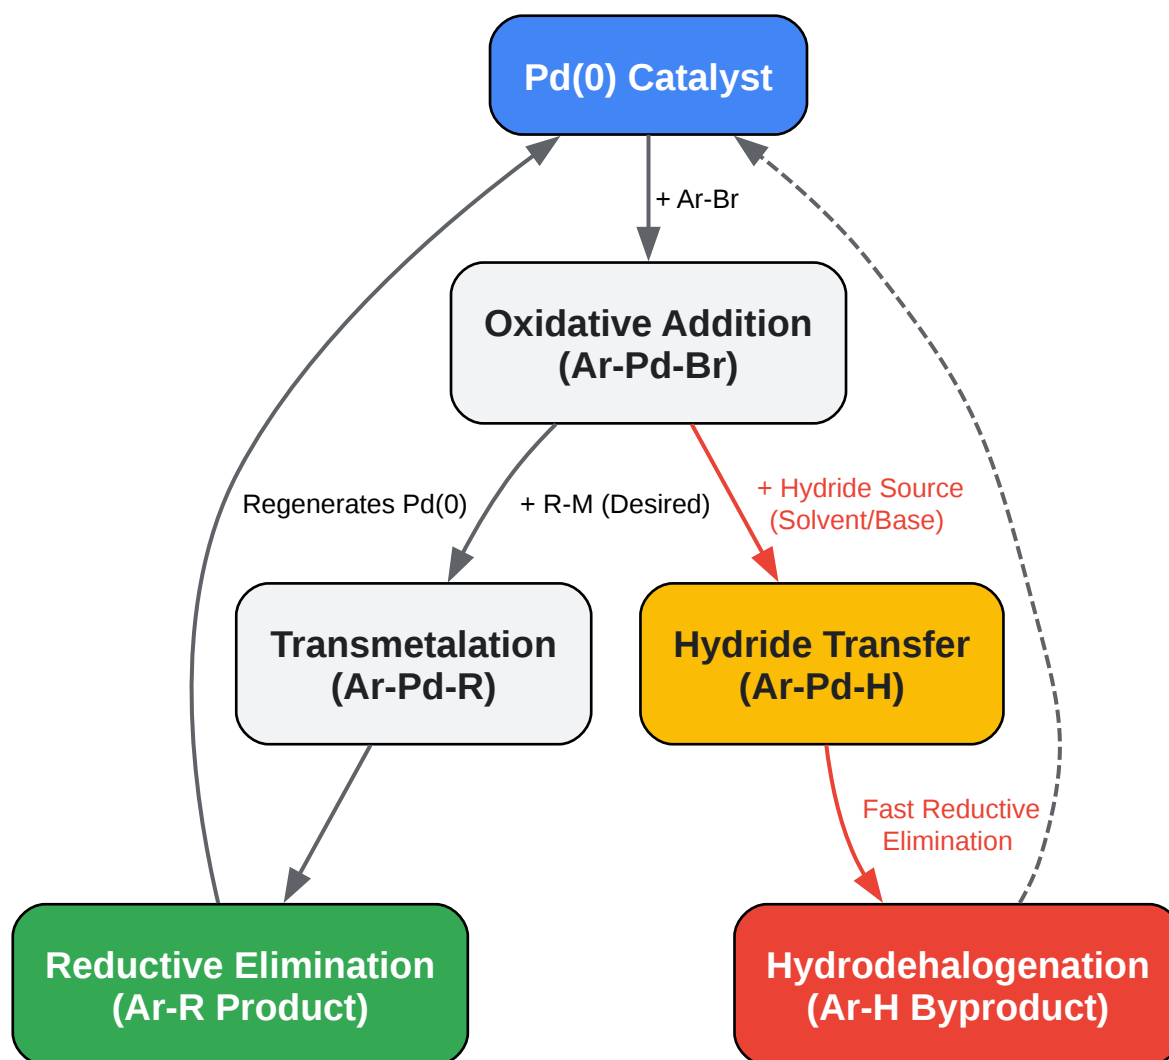 Pd(0) Catalyst
+ Ar-Br
Oxidative Addition
(Ar-Pd-Br)
Regenerates Pd(0)
+ R-M (Desired)
+ Hydride Source
(Solvent/Base)
Transmetalation
(Ar-Pd-R)
Hydride Transfer
(Ar-Pd-H)
Fast Reductive
Elimination
Reductive Elimination
(Ar-R Product)
Hydrodehalogenation
(Ar-H Byproduct)